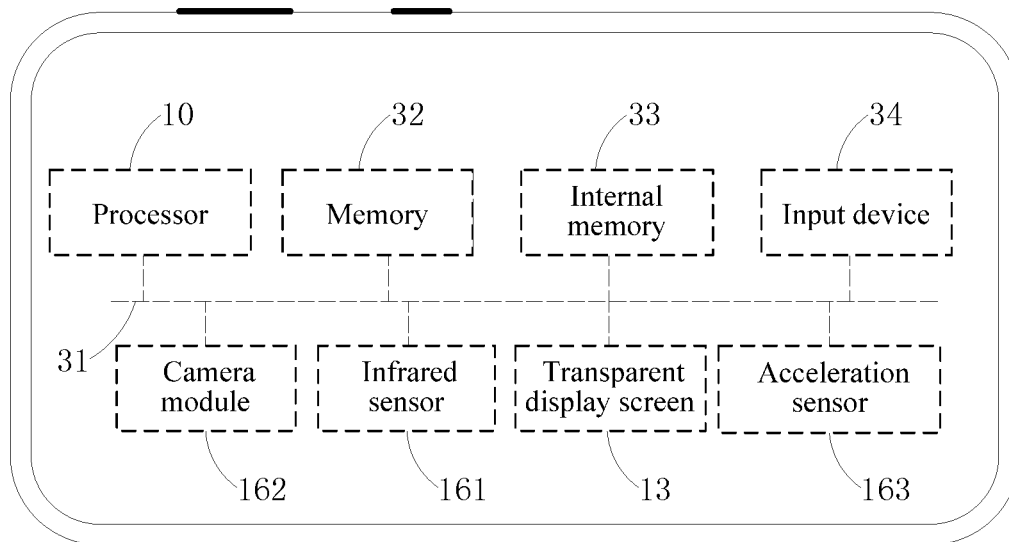 10
32
33
34
Processor
Memory
Internal
memory
Input device
31
Camera
module
Infrared
sensor
Transparent
display screen
Acceleration
sensor
162
161
13
163